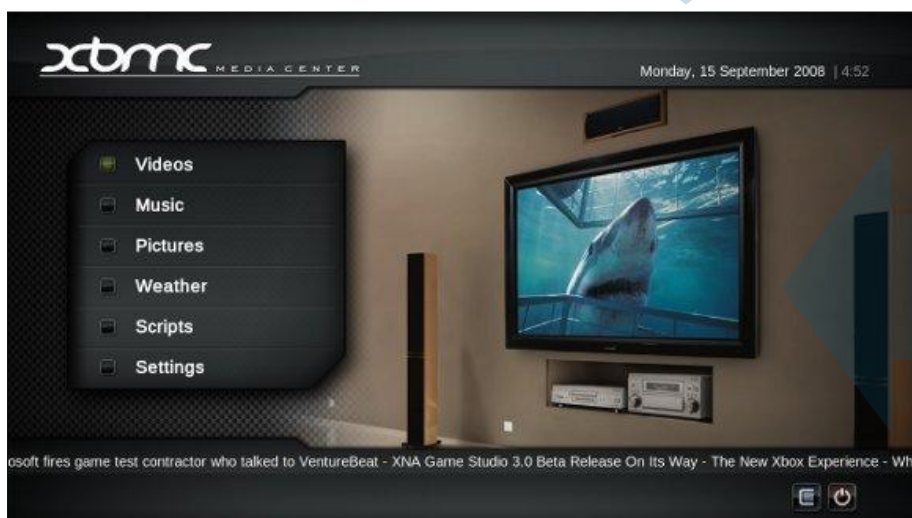 xbmc MEDIA CENTER
Monday, 15 September 2008 | 4:52
Videos
Music
Pictures
Weather
Scripts
Settings
osoft fires game test contractor who talked to VentureBeat - XNA Game Studio 3.0 Beta Release On Its Way - The New Xbox Experience - Wh